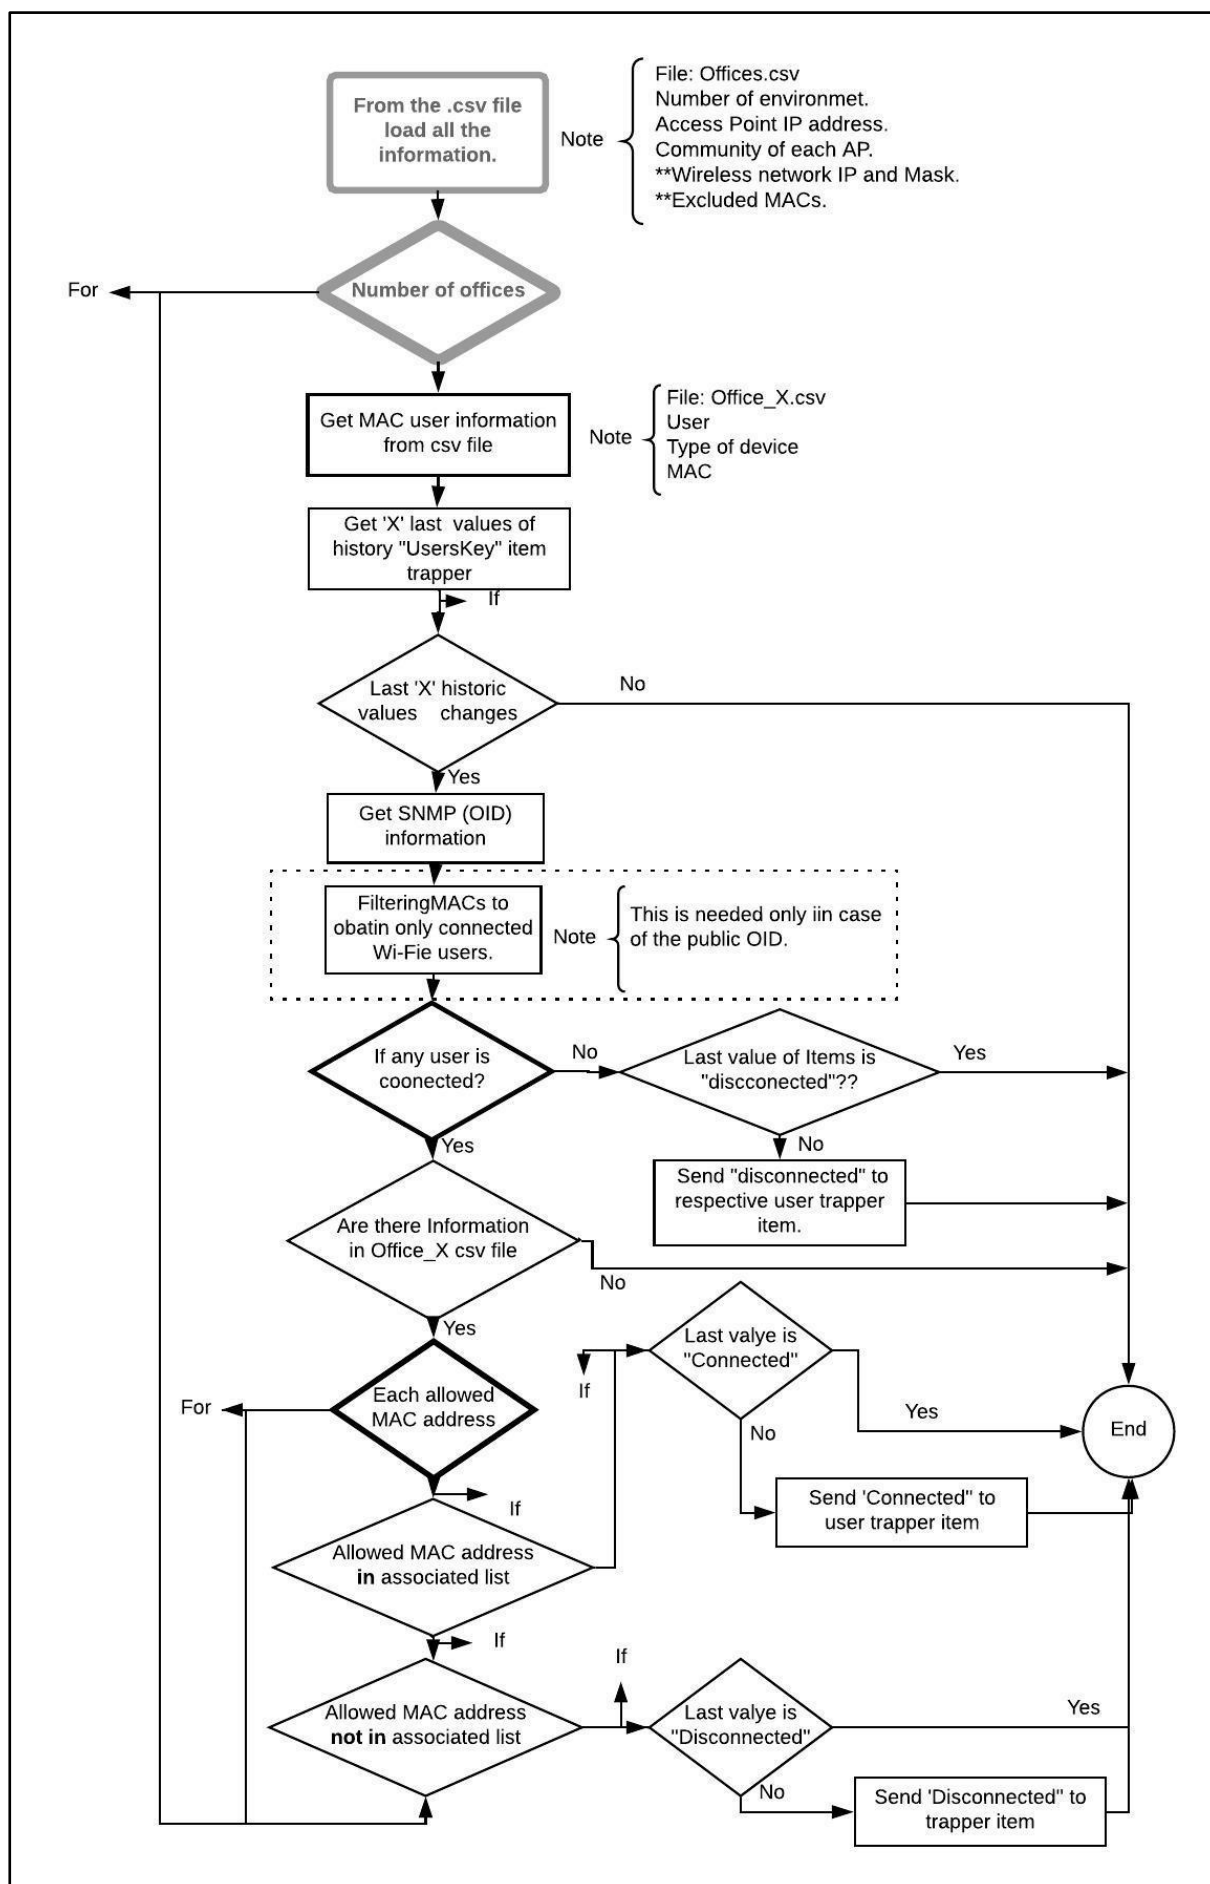 From the .csv file
load all the
information.
Note
File: Offices.csv
Number of environmet.
Access Point IP address.
Community of each AP.
**Wireless network IP and Mask.
**Excluded MACs.
For
Number of offices
Get MAC user information
from csv file
Note
File: Office_X.csv
User
Type of device
MAC
Get 'X' last values of
history "UsersKey" item
trapper
If
Last 'X' historic
values changes
No
Yes
Get SNMP (OID)
information
FilteringMACs to
obatin only connected
Wi-Fie users.
Note
This is needed only iin case
of the public OID.
If any user is
coonected?
No
Last value of Items is
"discconected"??
Yes
Yes
No
Send "disconnected" to
respective user trapper
item.
Are there Information
in Office_X csv file
No
Yes
Last valye is
"Connected"
If
Each allowed
MAC address
For
Yes
No
End
Send 'Connected" to
user trapper item
If
Allowed MAC address
in associated list
If
If
Allowed MAC address
not in associated list
Last valye is
"Disconnected"
Yes
No
Send 'Disconnected" to
trapper item